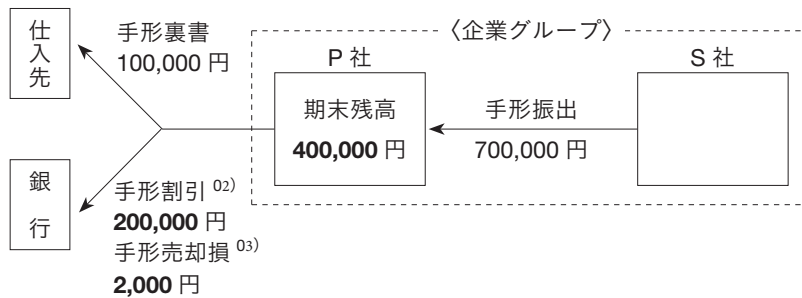 〈企業グループ〉
仕入先
手形裏書
100,000 円
P 社
S 社
期末残高
400,000 円
手形振出
700,000 円
銀行
手形割引 02)
200,000 円
手形売却損 03)
2,000 円